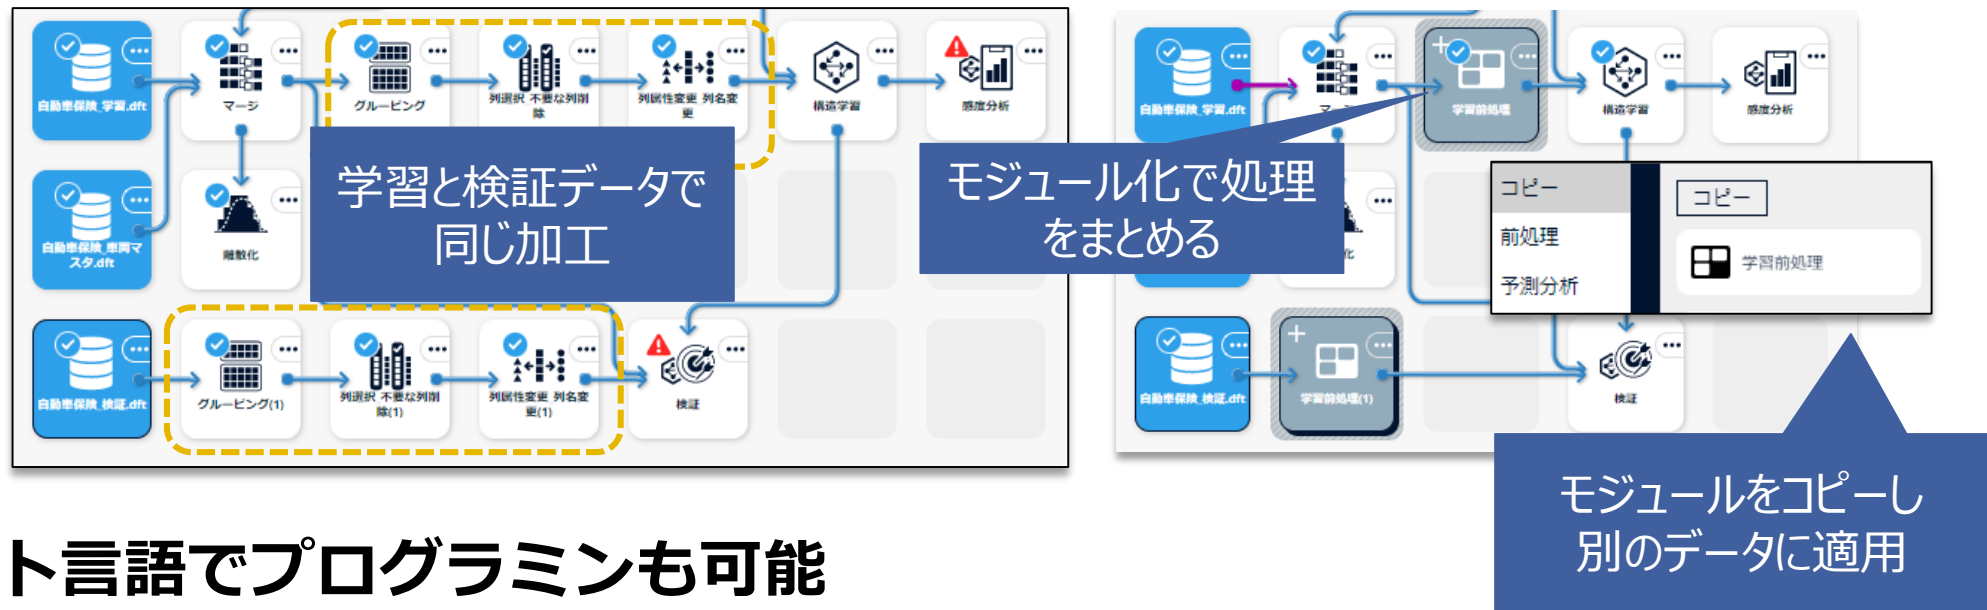 自動車保険_学習.dft
マージ
グルーピング
列選択 不要な列削
除
列属性変更 列名変
更
構造学習
感度分析
学習と検証データで
同じ加工
自動車保険_車両マ
スタ.dft
離散化
自動車保険_検証.dft
グルーピング(1)
列選択 不要な列削
除(1)
列属性変更 列名変
更(1)
検証
自動車保険_学習.dft
学習前処理
構造学習
感度分析
モジュール化で処理
をまとめる
コピー
前処理
予測分析
コピー
学習前処理
自動車保険_検証.dft
学習前処理(1)
検証
モジュールをコピーし
別のデータに適用
ト言語でプログラミンも可能